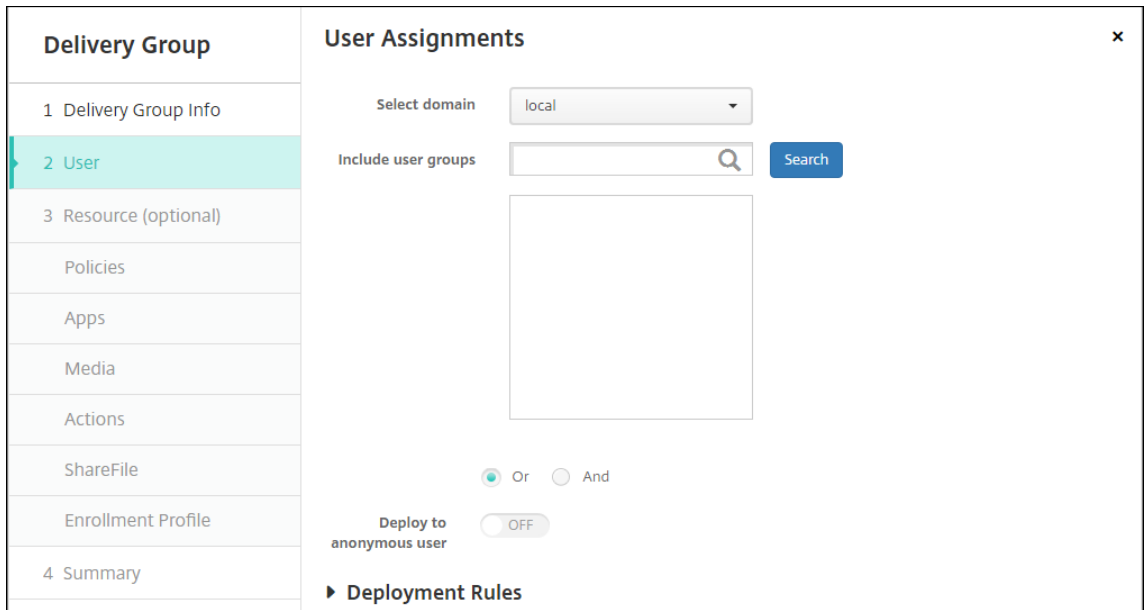 Delivery Group
1 Delivery Group Info
2 User
3 Resource (optional)
Policies
Apps
Media
Actions
ShareFile
Enrollment Profile
4 Summary
User Assignments
×
Select domain
local
Include user groups
Search
Or
And
Deploy to
anonymous user
OFF
Deployment Rules